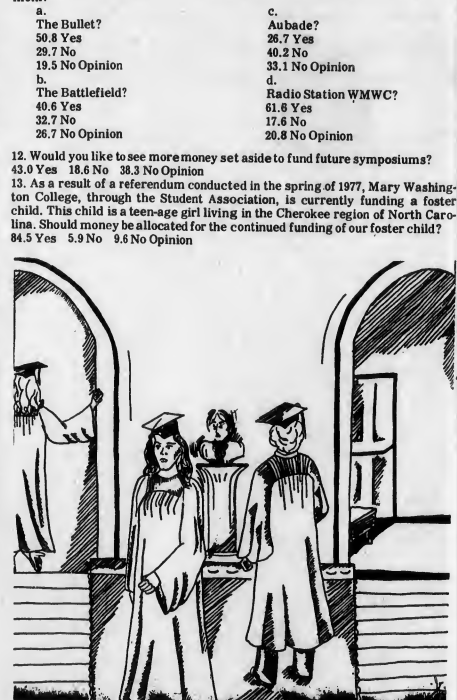 a.
The Bullet?
50.8 Yes
29.7 No
19.5 No Opinion
b.
The Battlefield?
40.6 Yes
32.7 No
26.7 No Opinion
c.
Aubade?
26.7 Yes
40.2 No
33.1 No Opinion
d.
Radio Station WMWC?
61.6 Yes
17.6 No
20.8 No Opinion
12. Would you like to see more money set aside to fund future symposiums?
43.0 Yes 18.6 No 38.3 No Opinion
13. As a result of a referendum conducted in the spring of 1977, Mary Washing-
ton College, through the Student Association, is currently funding a foster
child. This child is a teen-age girl living in the Cherokee region of North Caro-
lina. Should money be allocated for the continued funding of our foster child?
84.5 Yes 5.9 No 9.6 No Opinion